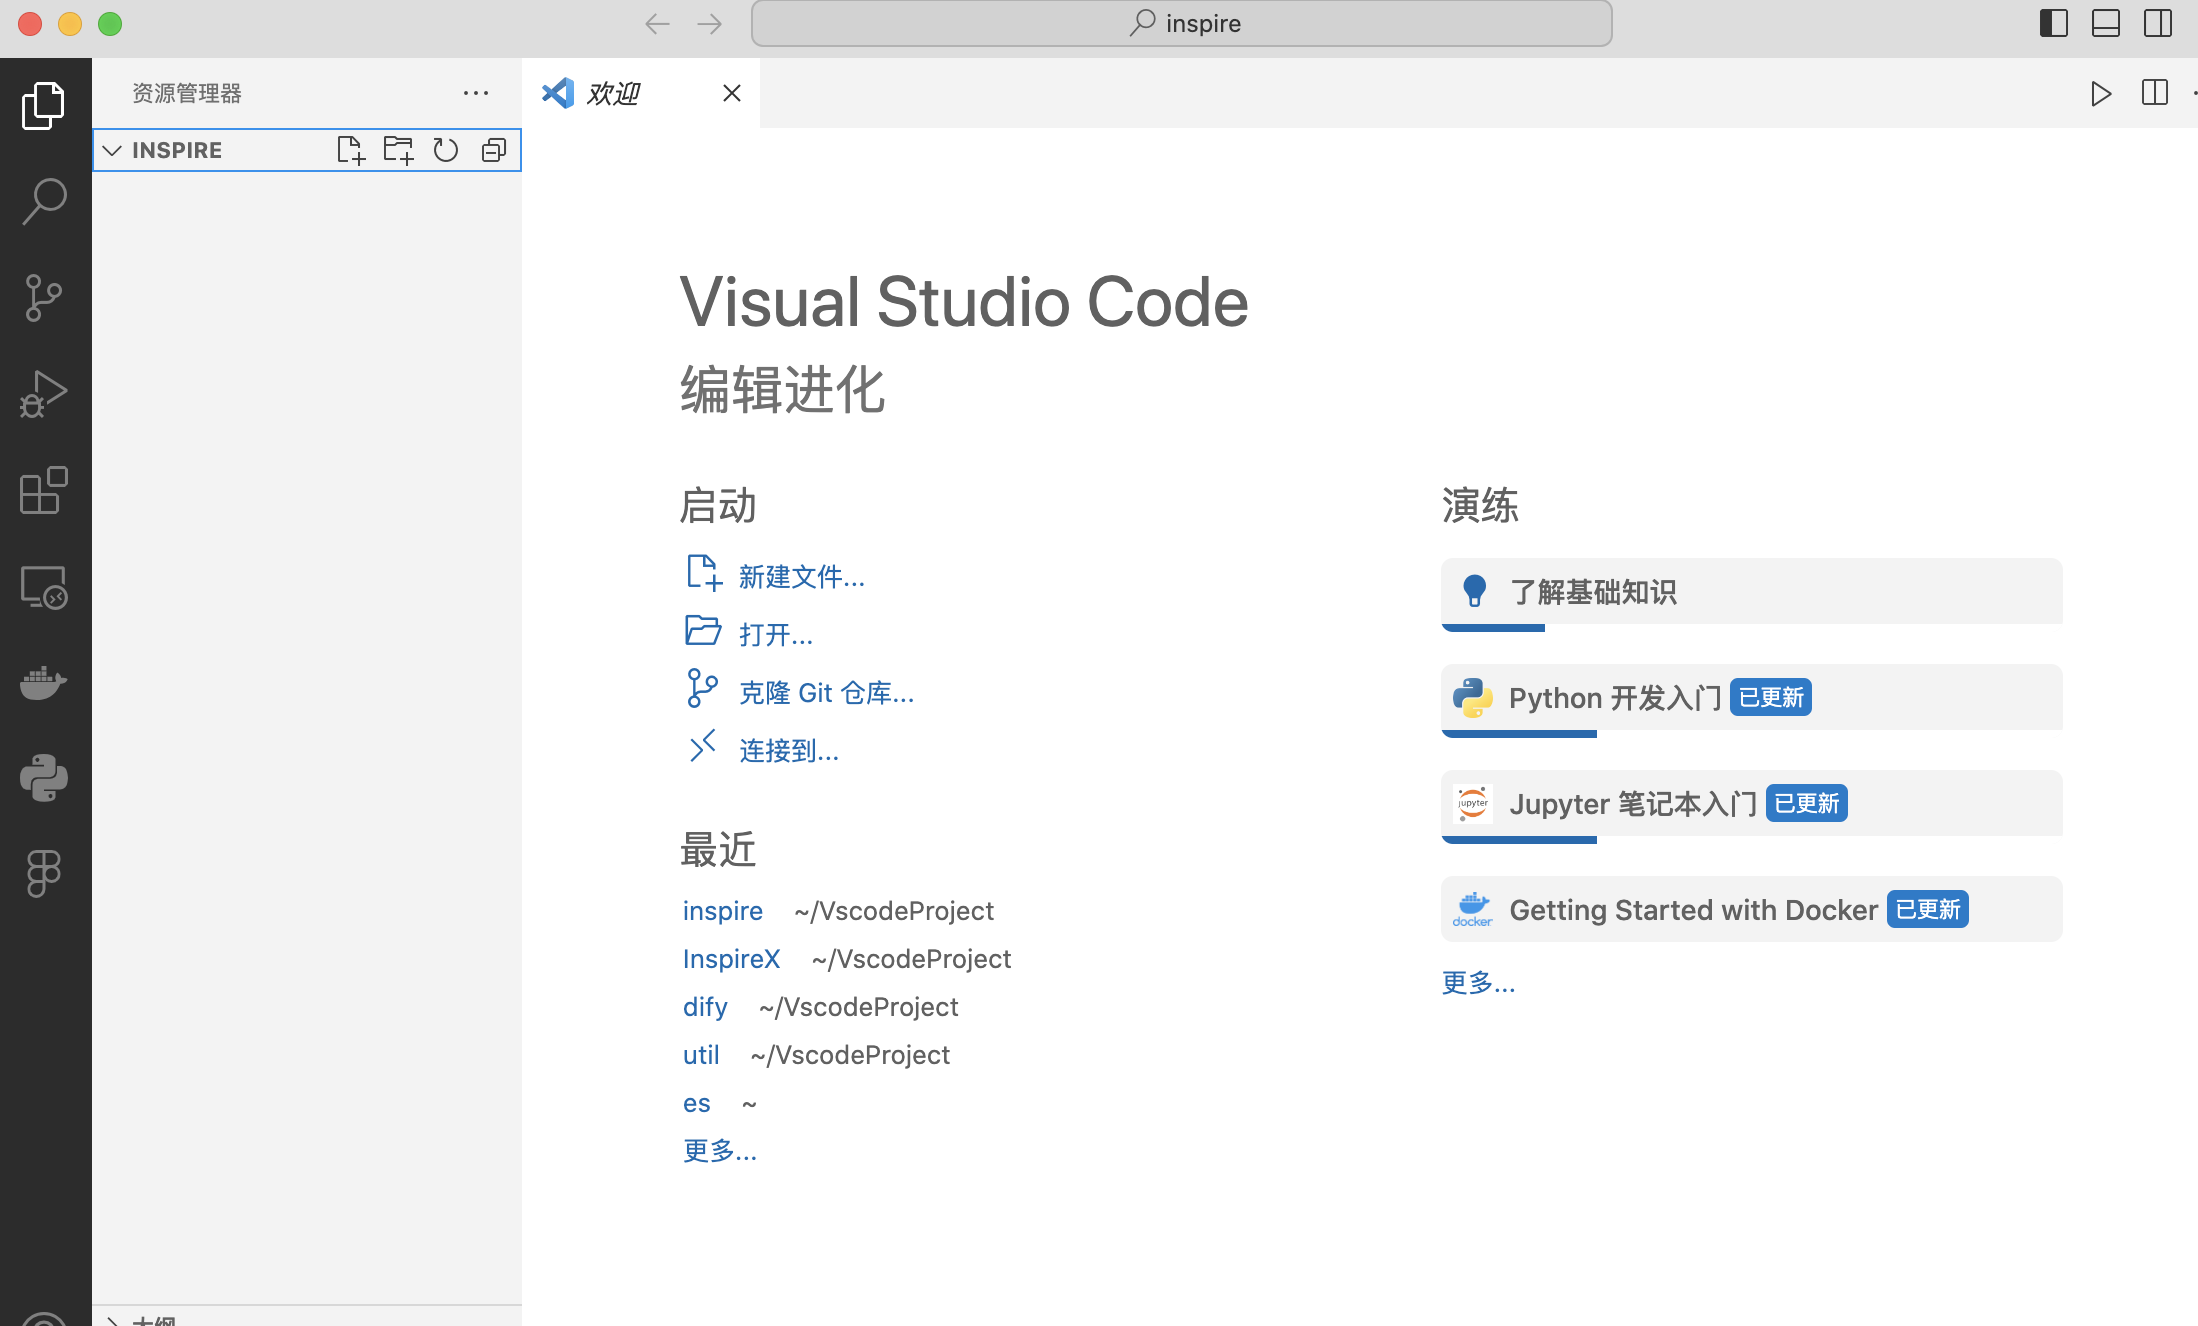 inspire
资源管理器
欢迎
INSPIRE
Visual Studio Code
编辑进化
启动
新建文件...
打开...
克隆 Git 仓库...
连接到...
最近
inspire ~/VscodeProject
InspireX ~/VscodeProject
dify ~/VscodeProject
util ~/VscodeProject
es ~
更多...
演练
了解基础知识
Python 开发入门 已更新
jupyter Jupyter 笔记本入门 已更新
docker Getting Started with Docker 已更新
更多...
大纲